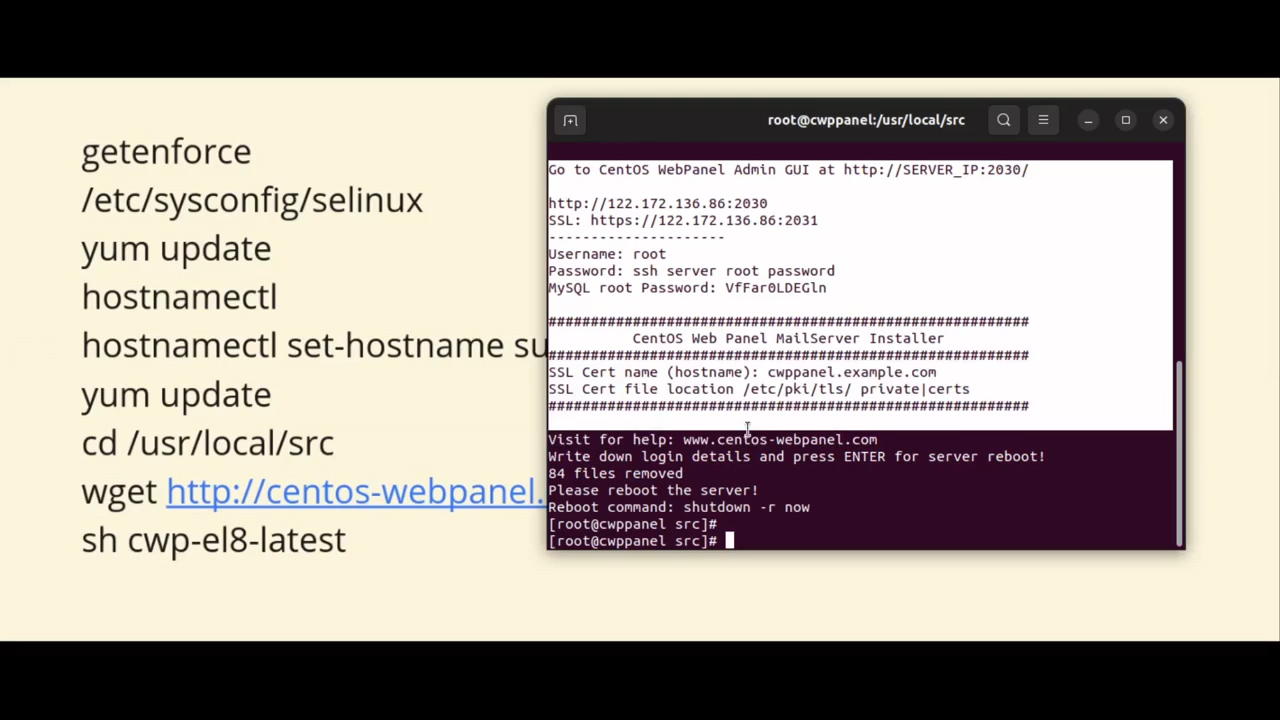 getenforce
/etc/sysconfig/selinux
yum update
hostnamectl
hostnamectl set-hostname su
yum update
cd /usr/local/src
wget http://centos-webpanel.
sh cwp-el8-latest
root@cwppanel:/usr/local/src
Go to CentOS WebPanel Admin GUI at http://SERVER_IP:2030/
http://122.172.136.86:2030
SSL: https://122.172.136.86:2031
---------------------
Username: root
Password: ssh server root password
MySQL root Password: VfFar0LDEGln
#########################################################
CentOS Web Panel MailServer Installer
#########################################################
SSL Cert name (hostname): cwppanel.example.com
SSL Cert file location /etc/pki/tls/ private|certs
#########################################################
Visit for help: www.centos-webpanel.com
Write down login details and press ENTER for server reboot!
84 files removed
Please reboot the server!
Reboot command: shutdown -r now
[root@cwppanel src]#
[root@cwppanel src]#